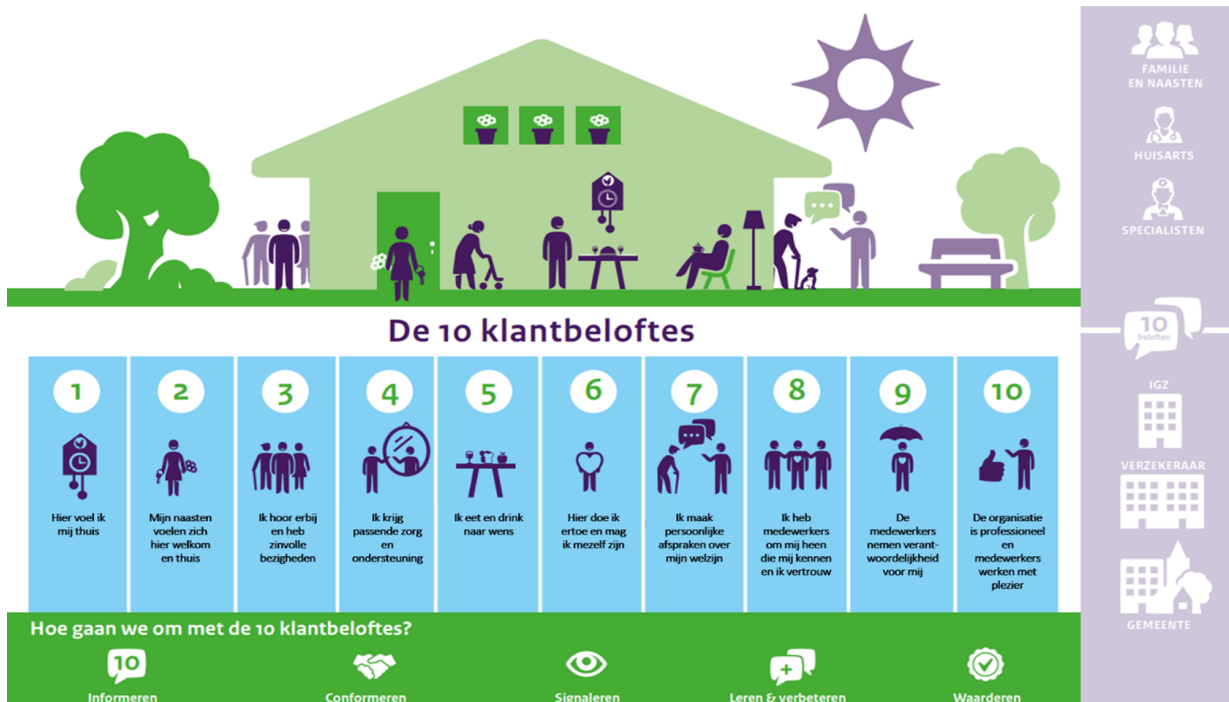 De 10 klantbeloftes
1
Hier voel ik
mij thuis
2
Mijn naasten
voelen zich
hier welkom
en thuis
3
Ik hoor erbij
en heb
zinvolle
bezigheden
4
Ik krijg
passende zorg
en
ondersteuning
5
Ik eet en drink
naar wens
6
Hier doe ik
ertoe en mag
ik mezelf zijn
7
Ik maak
persoonlijke
afspraken over
mijn welzijn
8
Ik heb
medewerkers
om mij heen
die mij kennen
en ik vertrouw
9
De
medewerkers
nemen verant-
woordelijkheid
voor mij
10
De organisatie
is professioneel
en
medewerkers
werken met
plezier
Hoe gaan we om met de 10 klantbeloftes?
10
Informeren
Conformeren
Signaleren
Leren & verbeteren
Waarderen
FAMILIE
EN NAASTEN
HUISARTS
SPECIALISTEN
10
beloften
IGZ
VERZEKERAAR
GEMEENTE